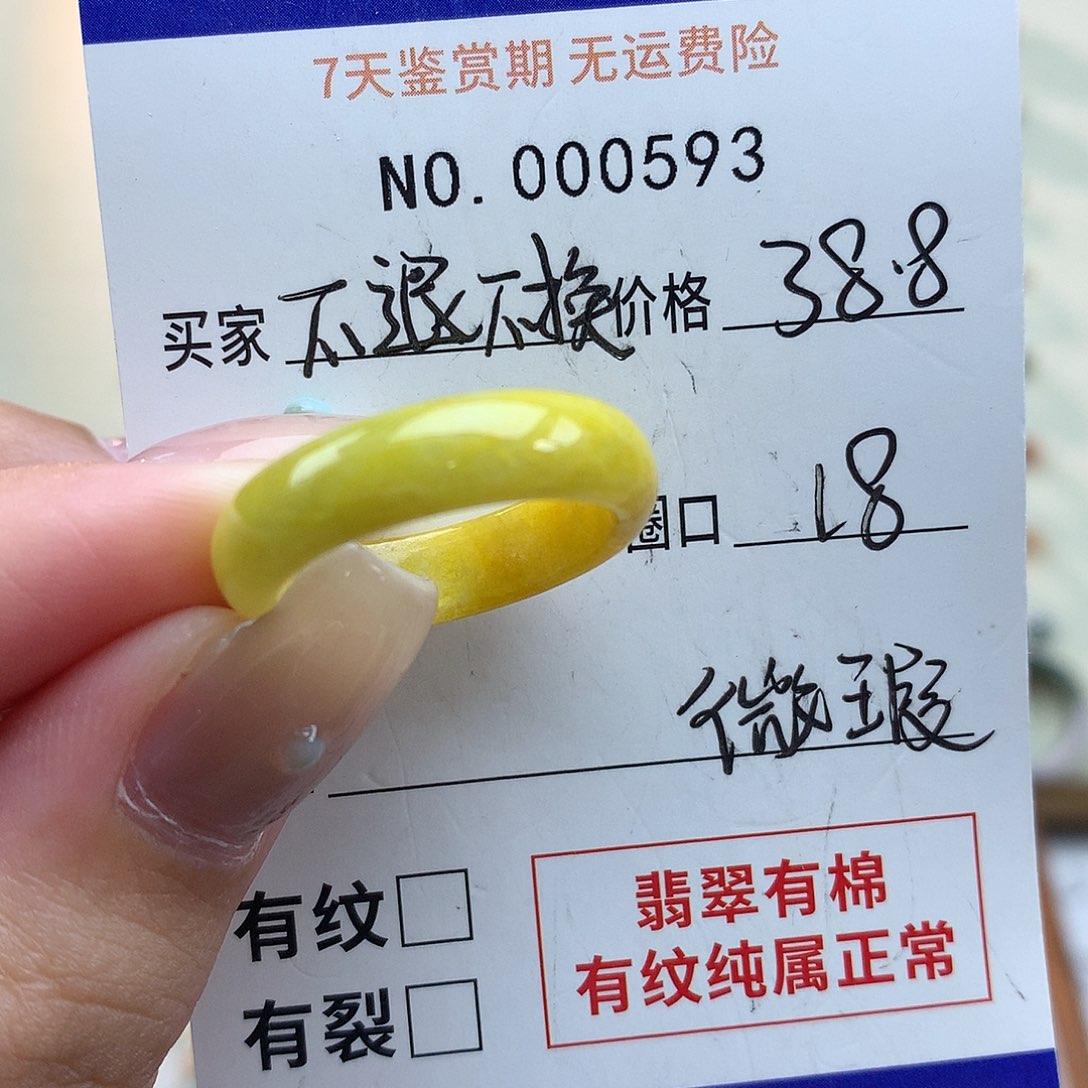 7天鉴赏期 无运费险
NO. 000593
买家 不退不换 价格 38.8
圈口 18
微瑕
有纹
有裂
翡翠有棉
有纹纯属正常